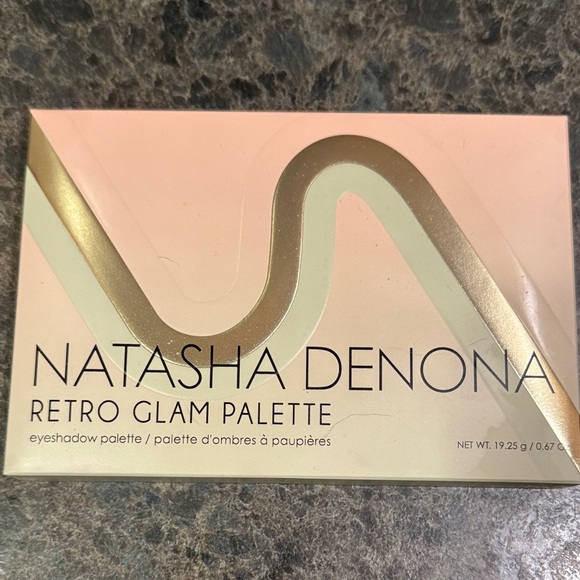 NATASHA DENONA
RETRO GLAM PALETTE
eyeshadow palette / palette d'ombres à paupières
NET WT. 19.25 g / 0.67